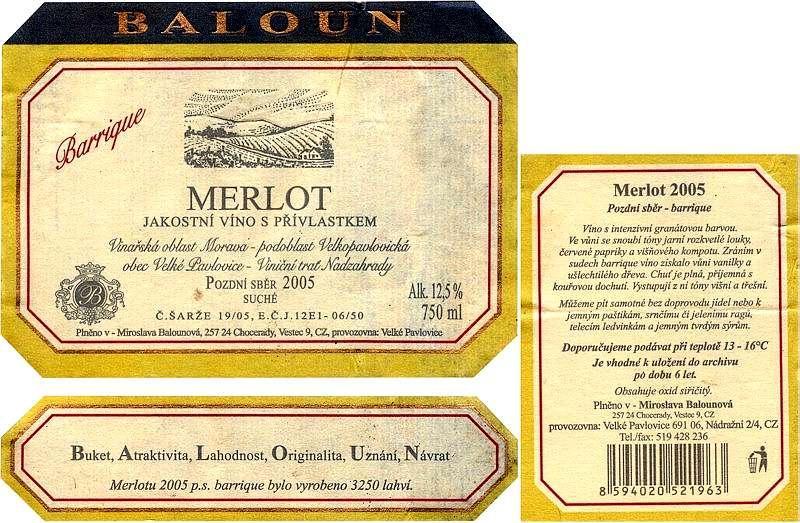 BALOUN
Barrique
MERLOT
JAKOSTNÍ VÍNO S PŘÍVLASTKEM
Vinařská oblast Morava - podoblast Velkopavlovická
obec Velké Pavlovice - Viniční trať Nadzahrady
POZDNÍ SBĚR 2005
SUCHÉ
B
Alk. 12,5 %
750 ml
Č.ŠARŽE 19/05, E.Č.J.12E1- 06/50
Plněno v - Miroslava Balounová, 257 24 Chocerady, Vestec 9, CZ, provozovna: Velké Pavlovice
Buket, Atraktivita, Lahodnost, Originalita, Uznání, Návrat
Merlotu 2005 p.s. barrique bylo vyrobeno 3250 lahví.
Merlot 2005
Pozdní sběr - barrique
Víno s intenzivní granátovou barvou.
Ve vůni se snoubí tóny jarní rozkvetlé louky,
červené papriky a višňového kompotu. Zráním v
sudech barrique víno získalo vůni vanilky a
ušlechtilého dřeva. Chuť je plná, příjemná s
kouřovou dochutí. Vystupují z ní tóny višní a třešní.
Můžeme pít samotné bez doprovodu jídel nebo k
jemným paštikám, srnčímu či jelenímu ragú,
telecím ledvinkám a jemným tvrdým sýrům.
Doporučujeme podávat při teplotě 13 - 16°C
Je vhodné k uložení do archivu
po dobu 6 let.
Obsahuje oxid siřičitý.
Plněno v - Miroslava Balounová
257 24 Chocerady, Vestec 9, CZ
provozovna: Velké Pavlovice 691 06, Nádražní 2/4, CZ
Tel./fax: 519 428 236
8 594020 521963